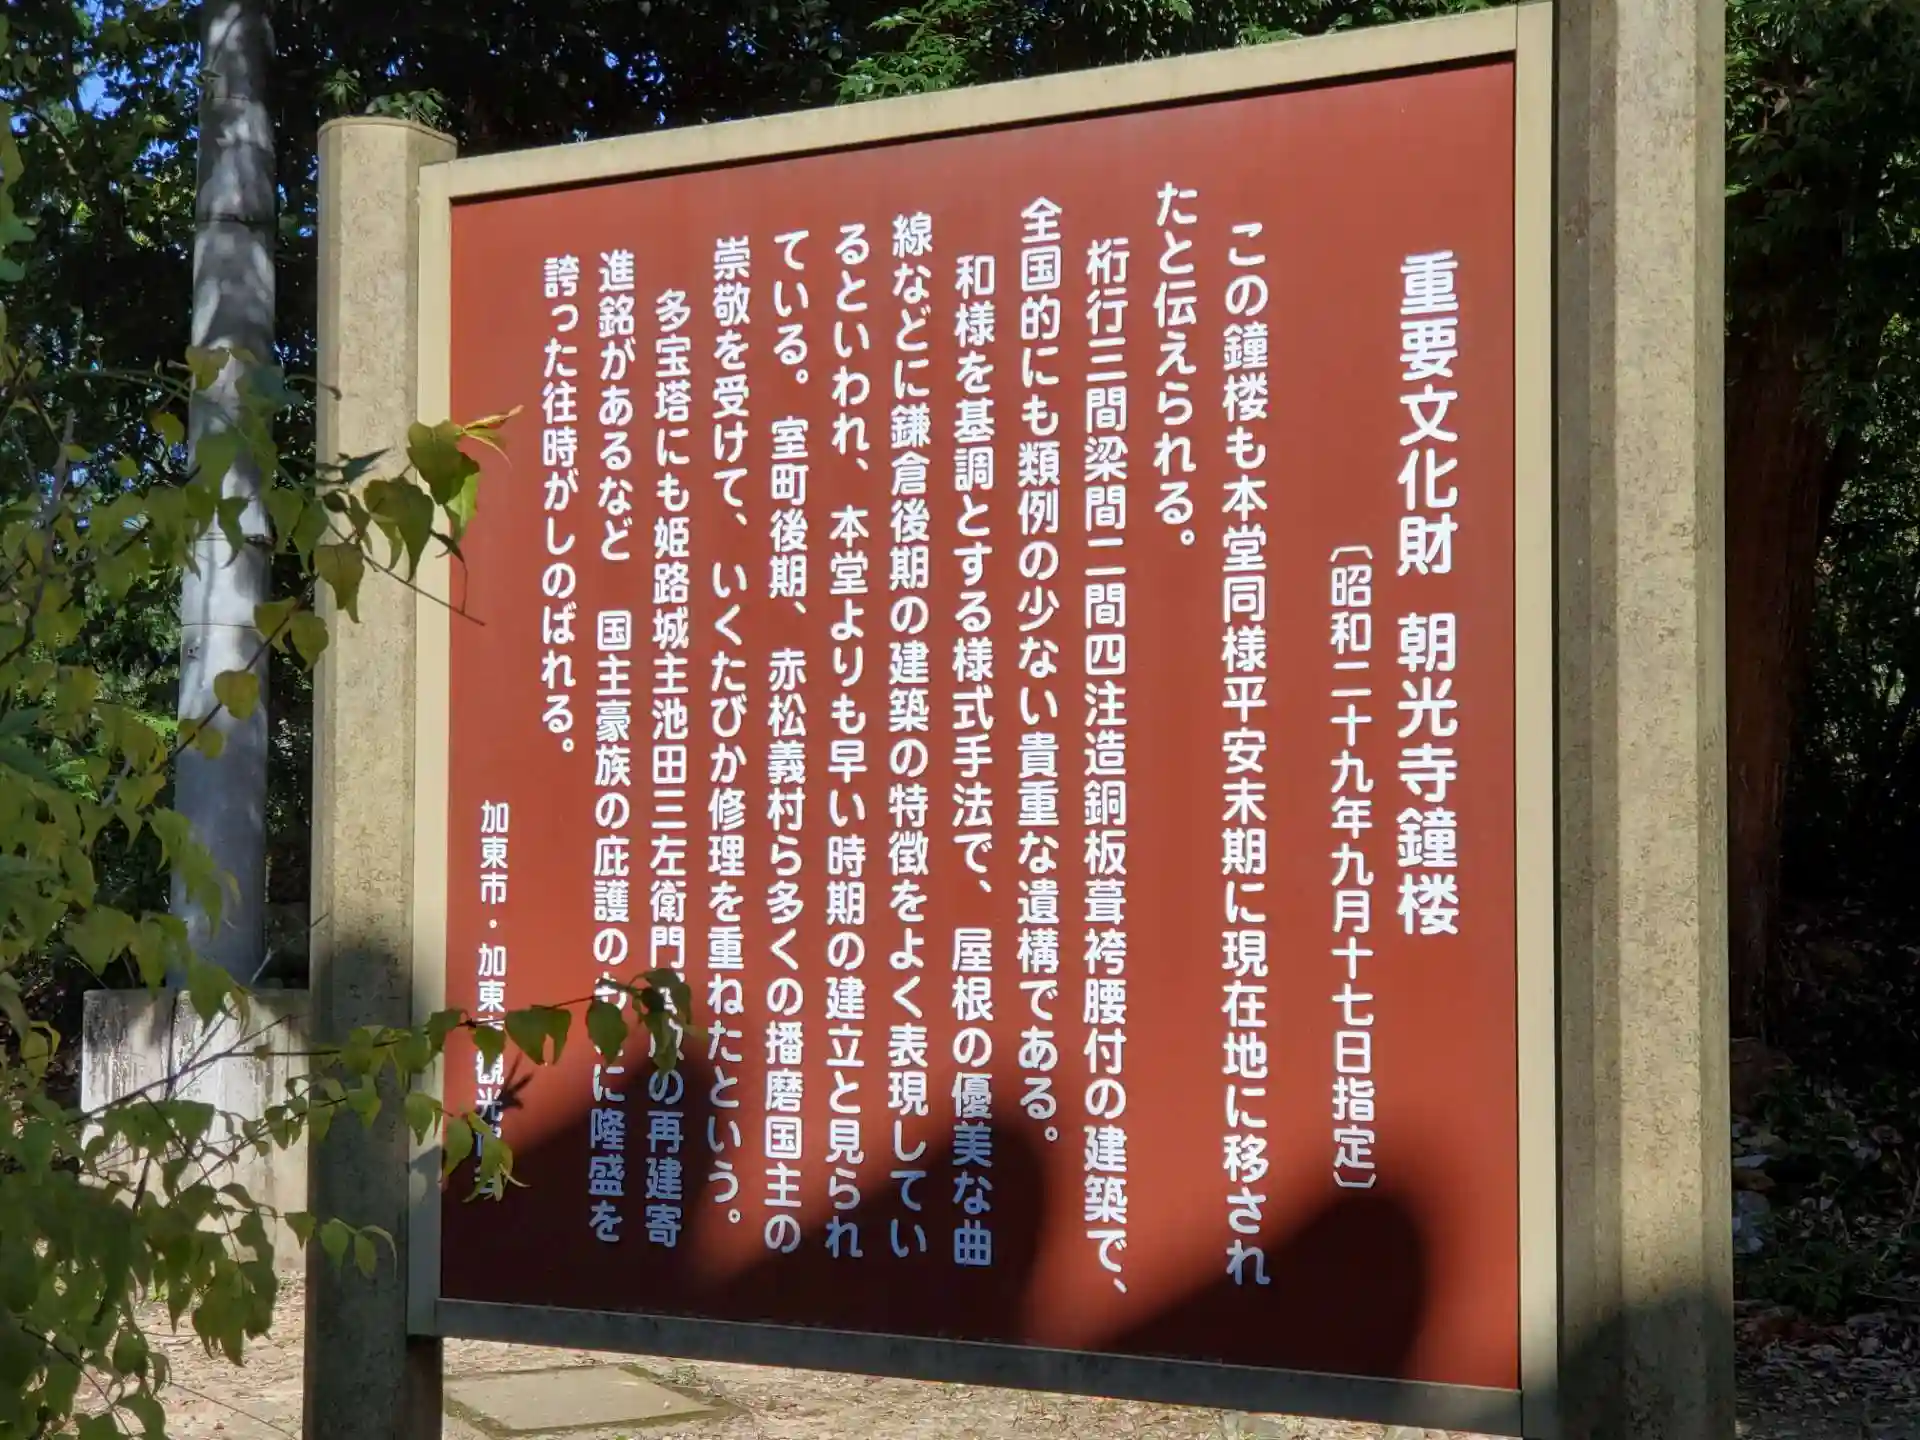 重要文化財 朝光寺鐘楼
〔昭和二十九年九月十七日指定〕
この鐘楼も本堂同様平安末期に現在地に移され
たと伝えられる。
桁行三間梁間二間四注造銅板葺袴腰付の建築で、
全国的にも類例の少ない貴重な遺構である。
和様を基調とする様式手法で、屋根の優美な曲
線などに鎌倉後期の建築の特徴をよく表現してい
るといわれ、本堂よりも早い時期の建立と見られ
ている。室町後期、赤松義村ら多くの播磨国主の
崇敬を受けて、いくたびか修理を重ねたという。
多宝塔にも姫路城主池田三左衛門の再建寄
進銘があるなど 国主豪族の庇護のもとに隆盛を
誇った往時がしのばれる。
加東市・加東観光